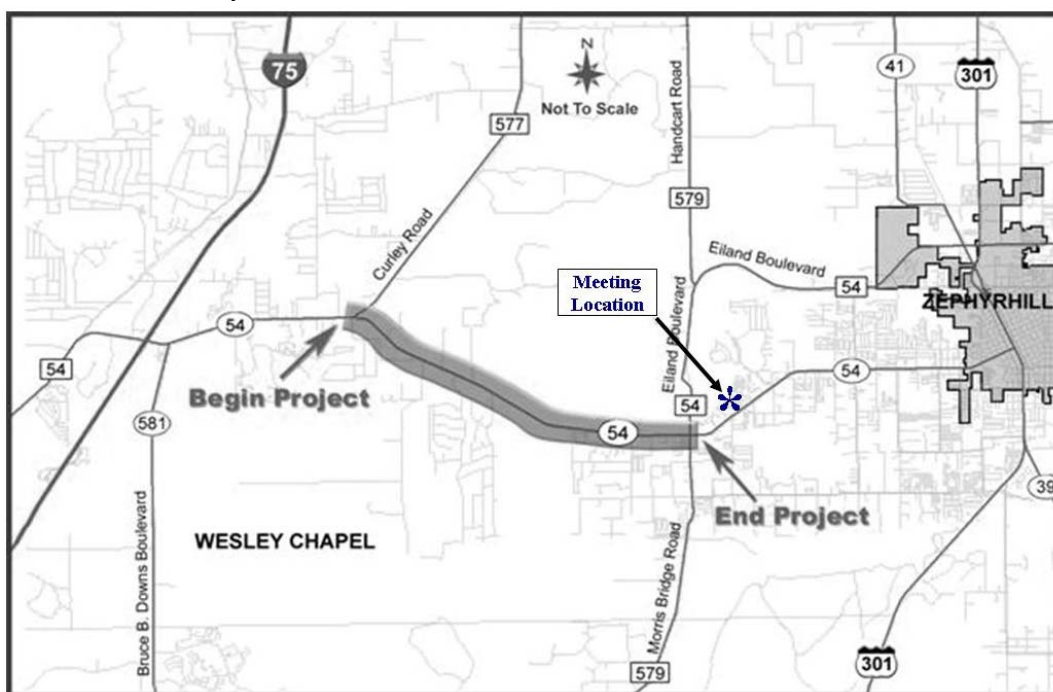 75
N
Not To Scale
577
Handcart Road
41
301
579
Curley Road
Eiland Boulevard
54
Meeting
Location
ZEPHYRHILL
Eiland Boulevard
54
54
Begin Project
54
54
581
54
39
End Project
WESLEY CHAPEL
Bruce B. Downs Boulevard
Morris Bridge Road
579
301